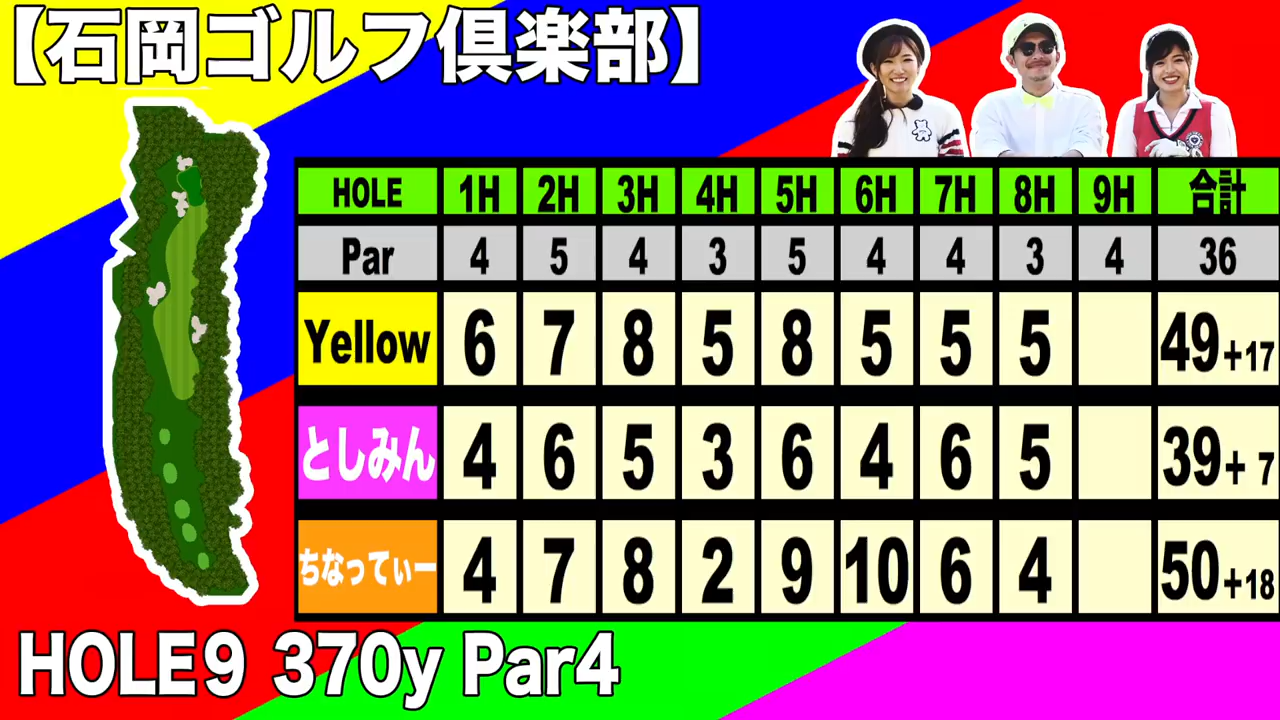 【石岡ゴルフ倶楽部】
HOLE 1H 2H 3H 4H 5H 6H 7H 8H 9H 合計
Par 4 5 4 3 5 4 4 3 4 36
Yellow 6 7 8 5 8 5 5 5 49+17
としみん 4 6 5 3 6 4 6 5 39+ 7
ちなってぃー 4 7 8 2 9 10 6 4 50+18
HOLE9 370y Par4